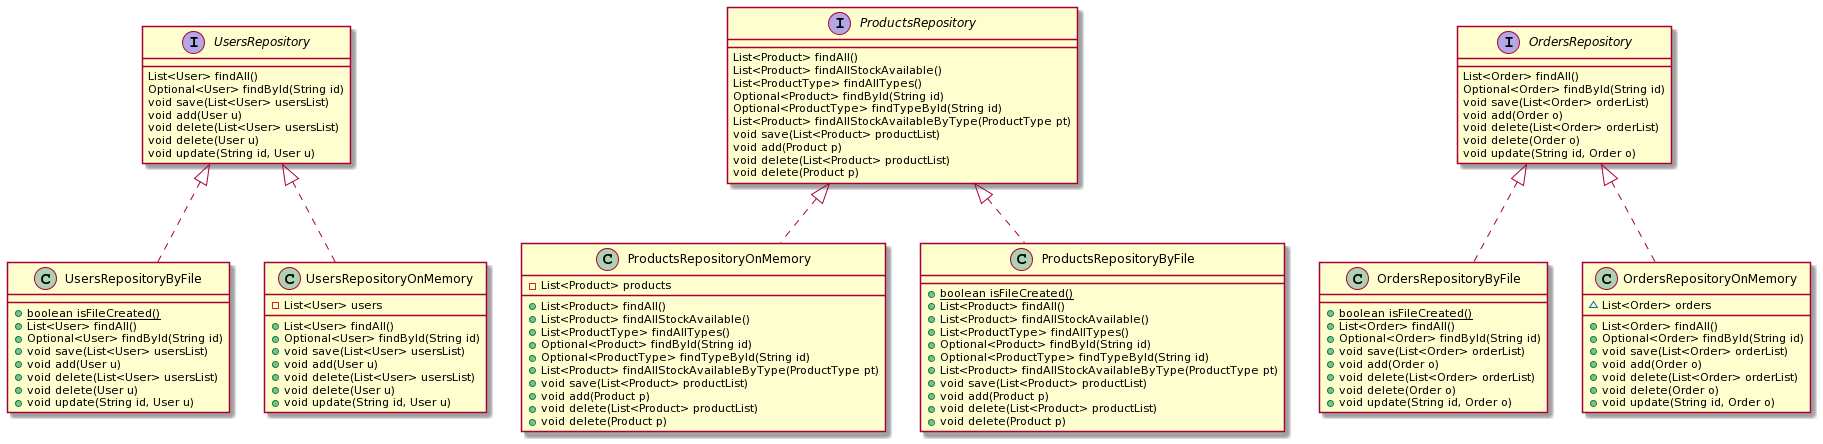 I UsersRepository
List<User> findAll()
Optional<User> findById(String id)
void save(List<User> usersList)
void add(User u)
void delete(List<User> usersList)
void delete(User u)
void update(String id, User u)
I ProductsRepository
List<Product> findAll()
List<Product> findAllStockAvailable()
List<ProductType> findAllTypes()
Optional<Product> findById(String id)
Optional<ProductType> findTypeById(String id)
List<Product> findAllStockAvailableByType(ProductType pt)
void save(List<Product> productList)
void add(Product p)
void delete(List<Product> productList)
void delete(Product p)
I OrdersRepository
List<Order> findAll()
Optional<Order> findById(String id)
void save(List<Order> orderList)
void add(Order o)
void delete(List<Order> orderList)
void delete(Order o)
void update(String id, Order o)
C UsersRepositoryByFile
boolean isFileCreated()
List<User> findAll()
Optional<User> findById(String id)
void save(List<User> usersList)
void add(User u)
void delete(List<User> usersList)
void delete(User u)
void update(String id, User u)
C UsersRepositoryOnMemory
List<User> users
List<User> findAll()
Optional<User> findById(String id)
void save(List<User> usersList)
void add(User u)
void delete(List<User> usersList)
void delete(User u)
void update(String id, User u)
C ProductsRepositoryOnMemory
List<Product> products
List<Product> findAll()
List<Product> findAllStockAvailable()
List<ProductType> findAllTypes()
Optional<Product> findById(String id)
Optional<ProductType> findTypeById(String id)
List<Product> findAllStockAvailableByType(ProductType pt)
void save(List<Product> productList)
void add(Product p)
void delete(List<Product> productList)
void delete(Product p)
C ProductsRepositoryByFile
boolean isFileCreated()
List<Product> findAll()
List<Product> findAllStockAvailable()
List<ProductType> findAllTypes()
Optional<Product> findById(String id)
Optional<ProductType> findTypeById(String id)
List<Product> findAllStockAvailableByType(ProductType pt)
void save(List<Product> productList)
void add(Product p)
void delete(List<Product> productList)
void delete(Product p)
C OrdersRepositoryByFile
boolean isFileCreated()
List<Order> findAll()
Optional<Order> findById(String id)
void save(List<Order> orderList)
void add(Order o)
void delete(List<Order> orderList)
void delete(Order o)
void update(String id, Order o)
C OrdersRepositoryOnMemory
List<Order> orders
List<Order> findAll()
Optional<Order> findById(String id)
void save(List<Order> orderList)
void add(Order o)
void delete(List<Order> orderList)
void delete(Order o)
void update(String id, Order o)